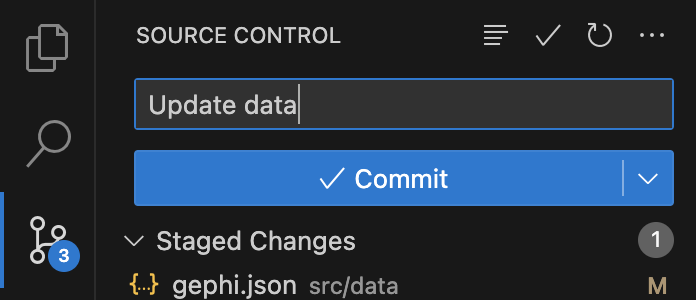 SOURCE CONTROL
Update data
Commit
3
Staged Changes 1
{..} gephi.json src/data M